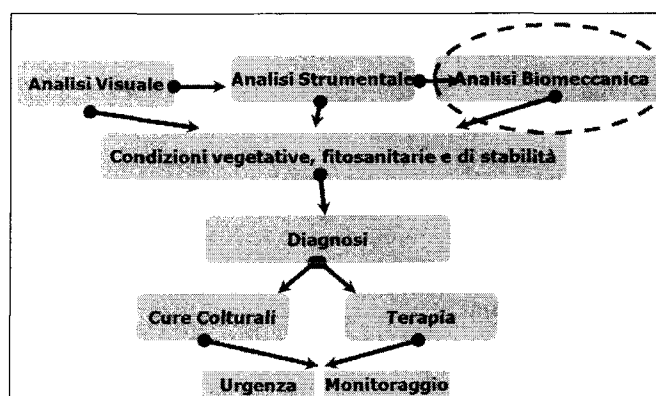 Analisi Visuale
Analisi Strumentale
Analisi Biomeccanica
Condizioni vegetative, fitosanitarie e di stabilità
Diagnosi
Cure Colturali
Terapia
Urgenza
Monitoraggio